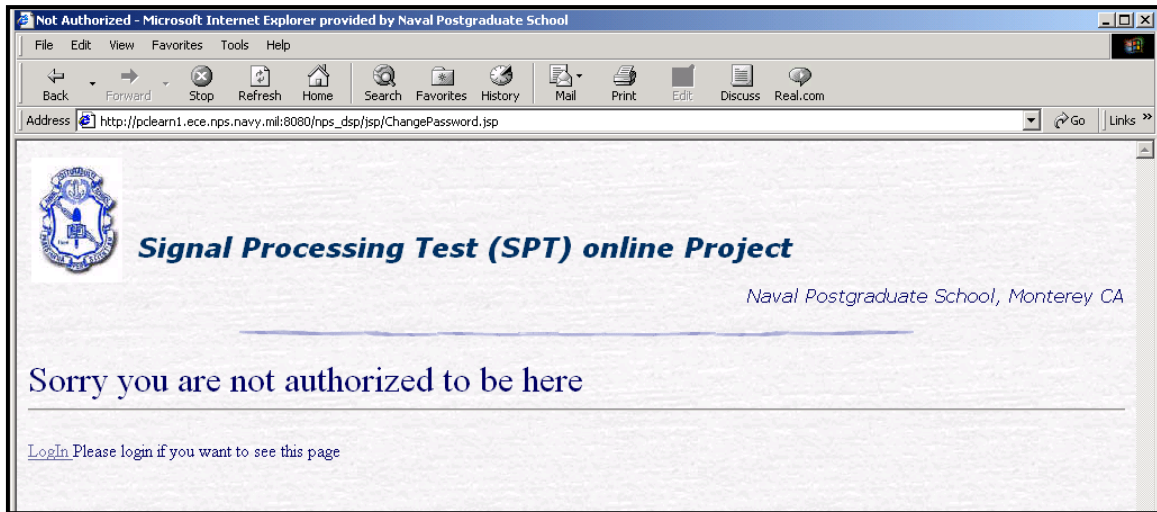 Not Authorized - Microsoft Internet Explorer provided by Naval Postgraduate School
File Edit View Favorites Tools Help
Back Forward Stop Refresh Home Search Favorites History Mail Print Edit Discuss Real.com
Address http://pclearn1.ece.nps.navy.mil:8080/nps_dsp/jsp/ChangePassword.jsp Go Links »
Signal Processing Test (SPT) online Project
Naval Postgraduate School, Monterey CA
Sorry you are not authorized to be here
LogIn Please login if you want to see this page